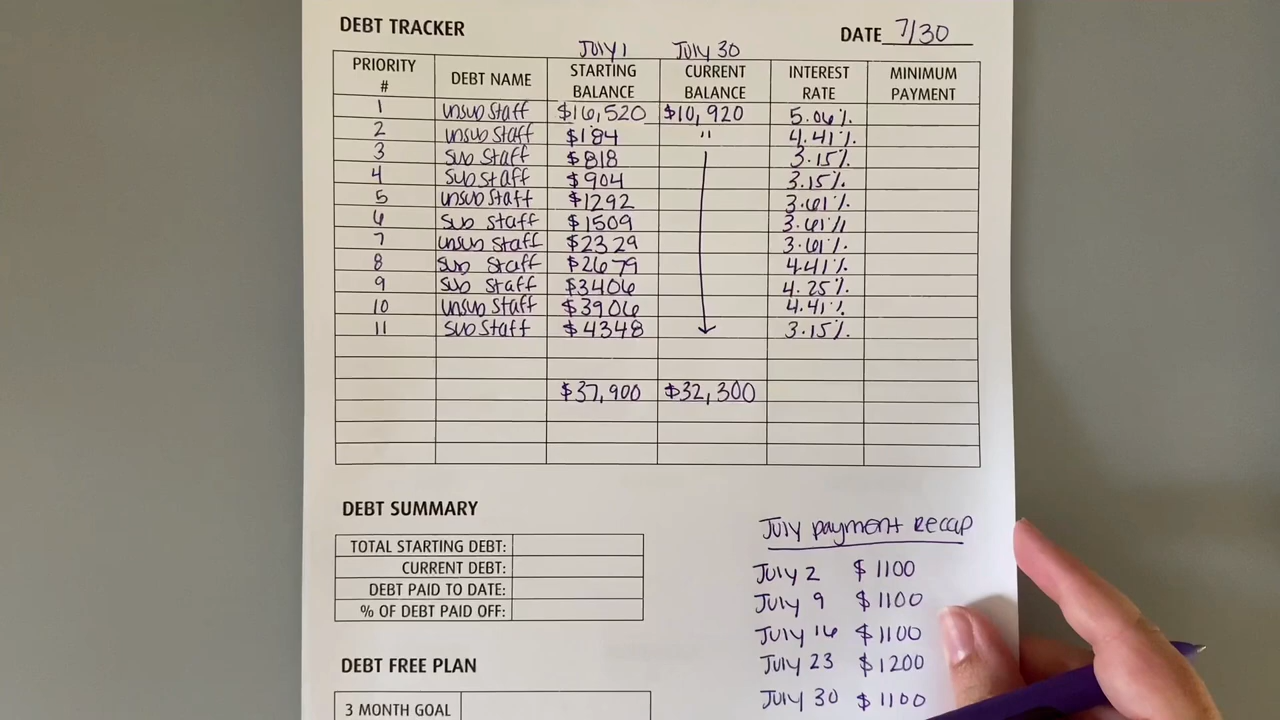 DEBT TRACKER
DATE 7/30
July 1 July 30
PRIORITY # DEBT NAME STARTING BALANCE CURRENT BALANCE INTEREST RATE MINIMUM PAYMENT
1 unsub Staff $16,520 $10,920 5.06%
2 unsub Staff $184 " 4.41%
3 Sub Staff $818 3.15%
4 Sub Staff $904 3.15%
5 unsub Staff $1292 3.61%
6 Sub Staff $1509 3.61%
7 unsub Staff $2329 3.61%
8 Sub Staff $2679 4.41%
9 Sub Staff $3406 4.25%
10 unsub Staff $3906 4.41%
11 Sub Staff $4348 3.15%
$37,900 $32,300
DEBT SUMMARY
TOTAL STARTING DEBT:
CURRENT DEBT:
DEBT PAID TO DATE:
% OF DEBT PAID OFF:
July payment recap
July 2 $1100
July 9 $1100
July 16 $1100
July 23 $1200
July 30 $1100
DEBT FREE PLAN
3 MONTH GOAL